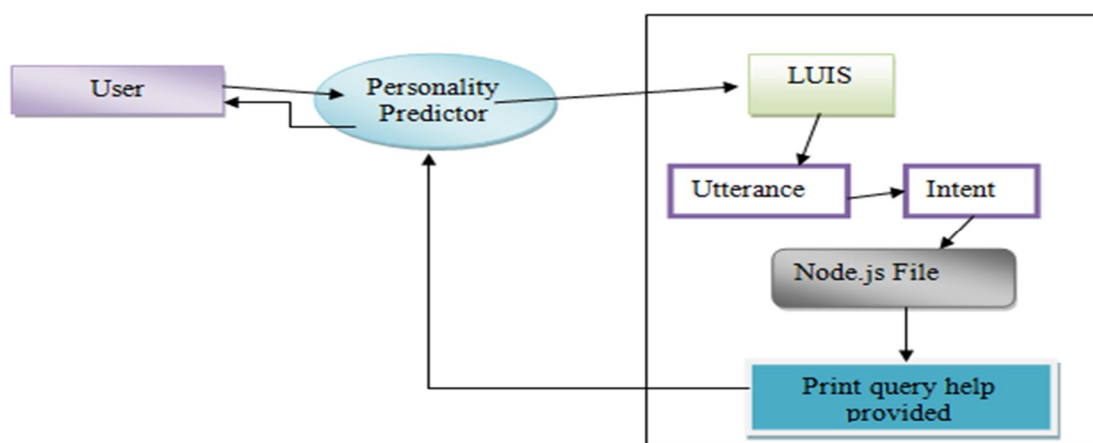 User
Personality
Predictor
LUIS
Utterance
Intent
Node.js File
Print query help
provided